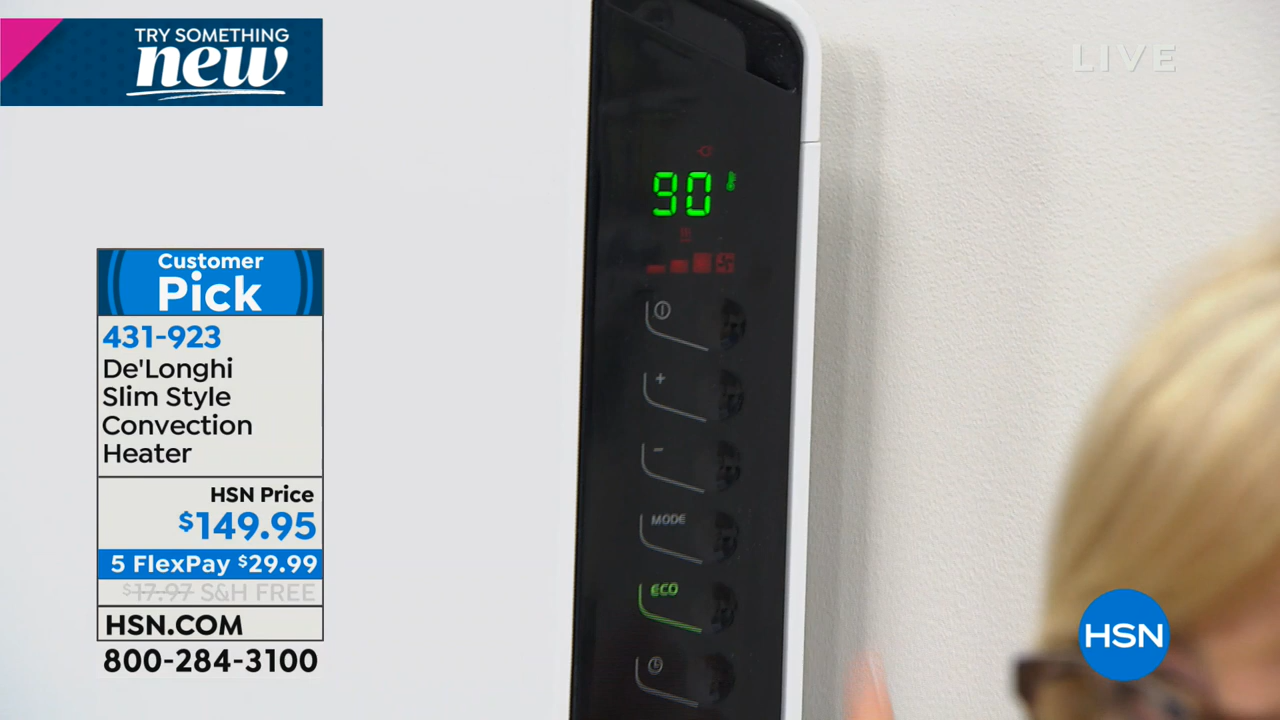 TRY SOMETHING
new
LIVE
90°
Customer
Pick
431-923
De'Longhi
Slim Style
Convection
Heater
HSN Price
$149.95
5 FlexPay $29.99
$17.97 S&H FREE
HSN.COM
800-284-3100
+
-
MODE
ECO
HSN